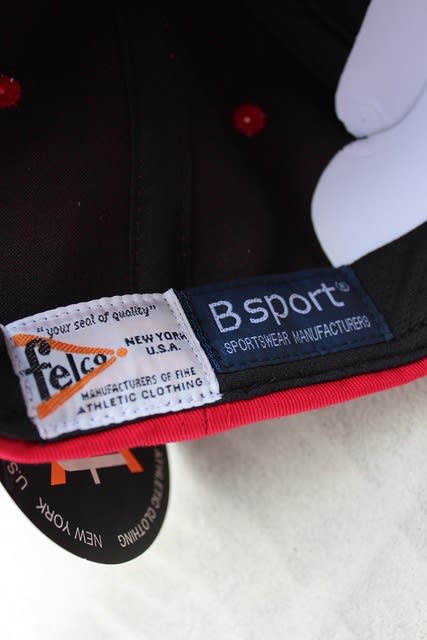 "your seal of quality"
felco
NEW YORK
U.S.A.
MANUFACTURERS OF FINE
ATHLETIC CLOTHING
B sport®
SPORTSWEAR MANUFACTURERS
ATHLETIC CLOTHING
NEW YORK U.S.